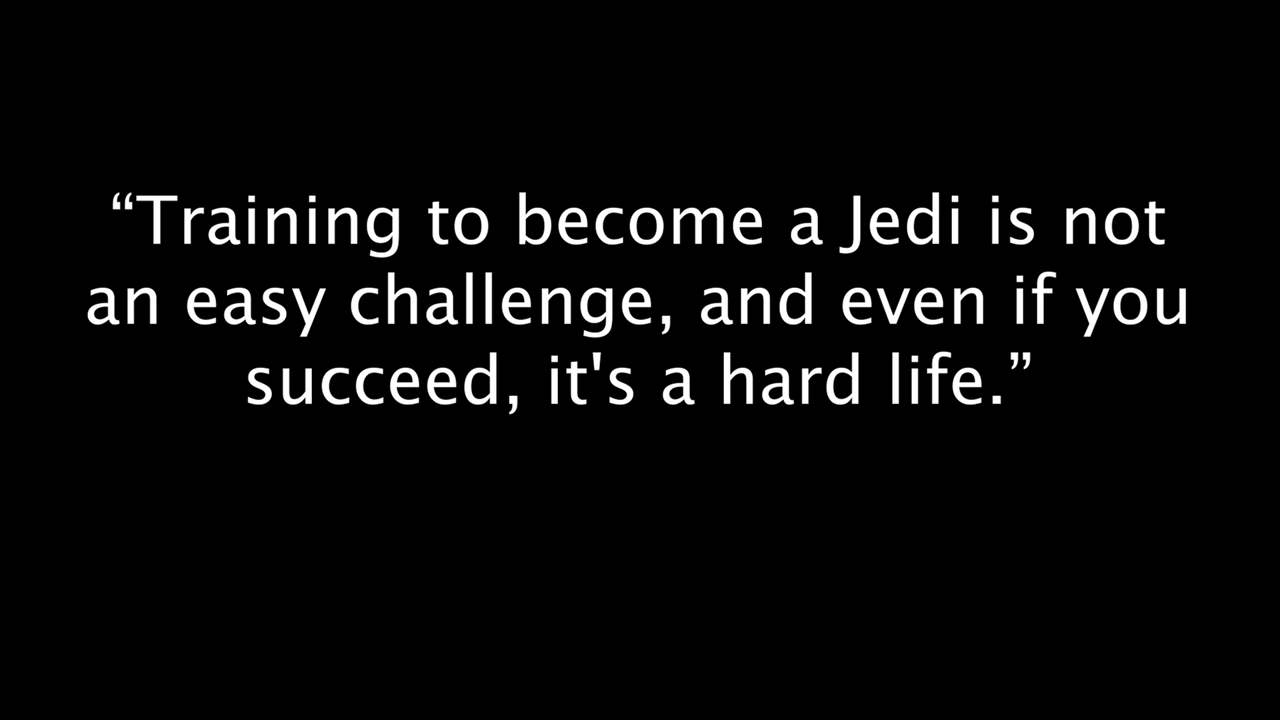 “Training to become a Jedi is not
an easy challenge, and even if you
succeed, it's a hard life.”